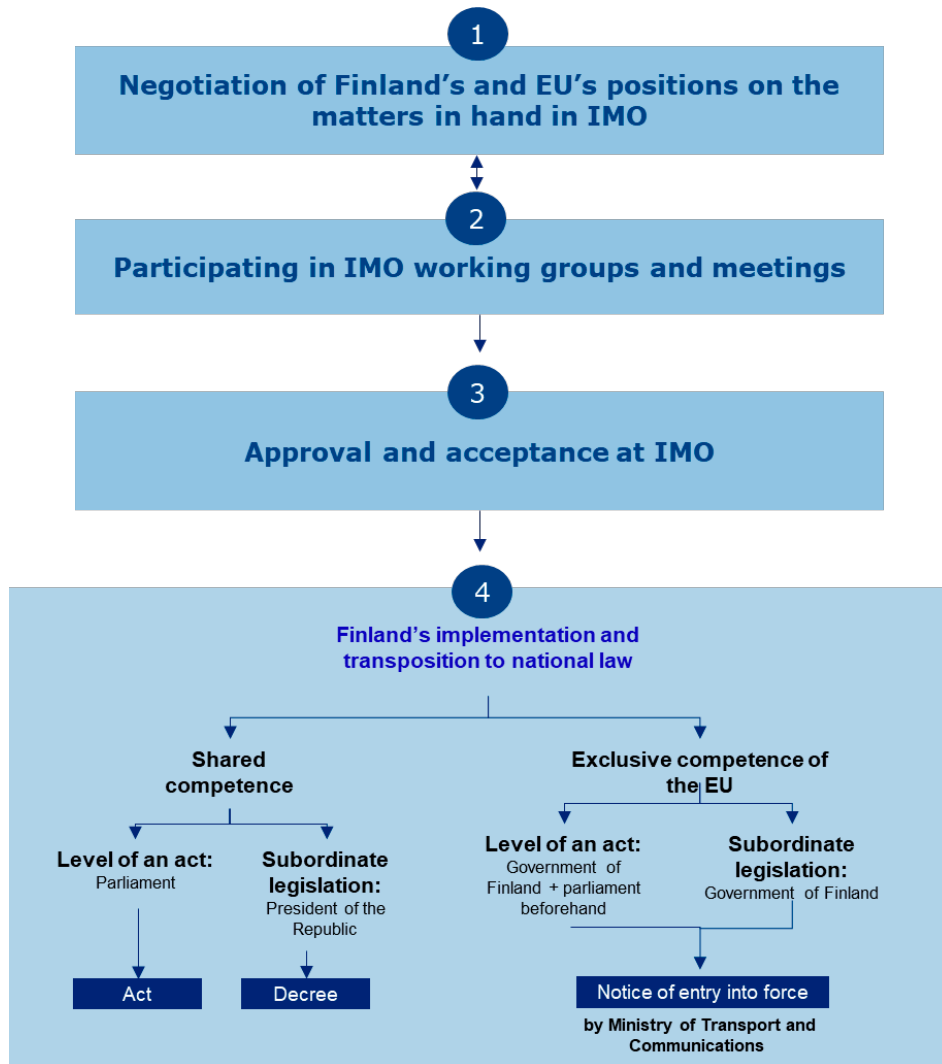 1
Negotiation of Finland's and EU's positions on the
matters in hand in IMO
2
Participating in IMO working groups and meetings
3
Approval and acceptance at IMO
4
Finland's implementation and
transposition to national law
Shared
competence
Exclusive competence of
the EU
Level of an act:
Parliament
Subordinate
legislation:
President of the
Republic
Level of an act:
Government of
Finland + parliament
beforehand
Subordinate
legislation:
Government of Finland
Act
Decree
Notice of entry into force
by Ministry of Transport and
Communications